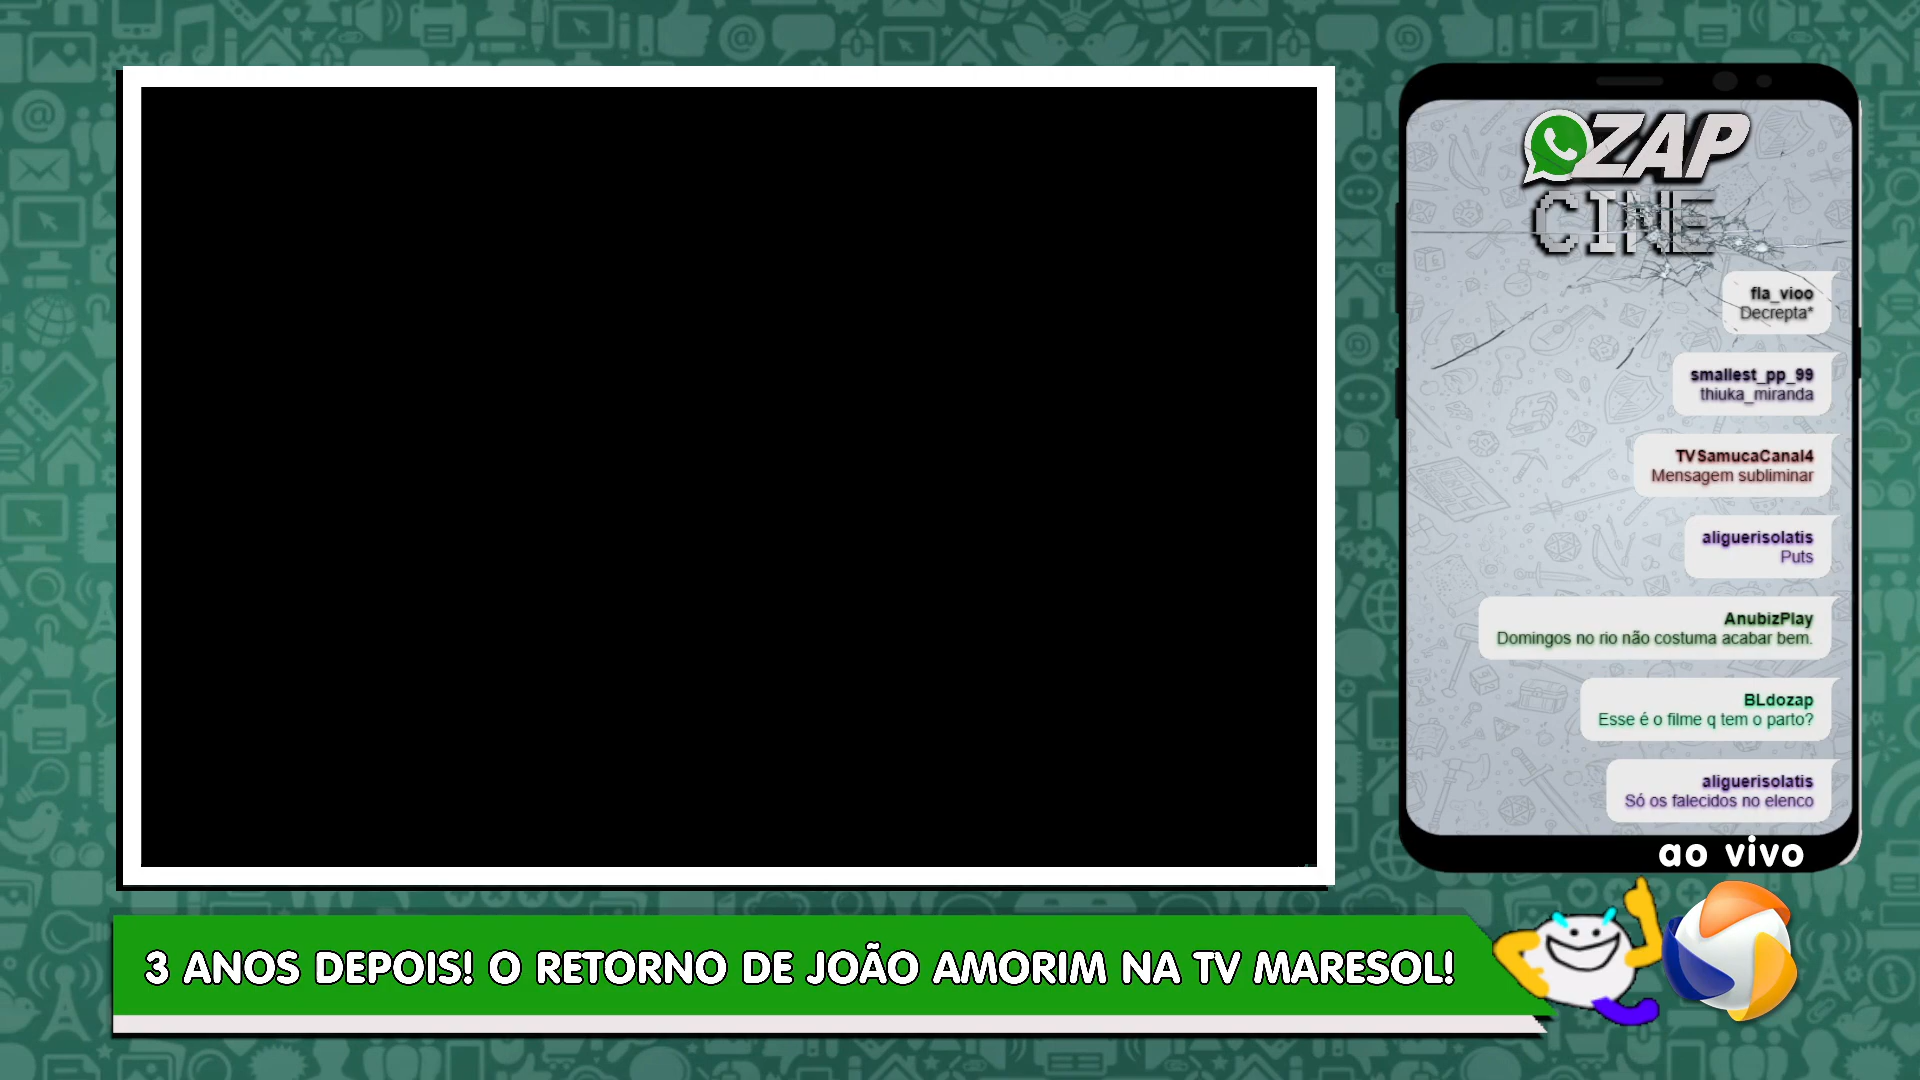 ZAP
CINE
fla_vioo
Decrepta*
smallest_pp_99
thiuka_miranda
TVSamucaCanal4
Mensagem subliminar
aliguerisolatis
Puts
AnubizPlay
Domingos no rio não costuma acabar bem.
BLdozap
Esse é o filme q tem o parto?
aliguerisolatis
Só os falecidos no elenco
ao vivo
3 ANOS DEPOIS! O RETORNO DE JOÃO AMORIM NA TV MARESOL!